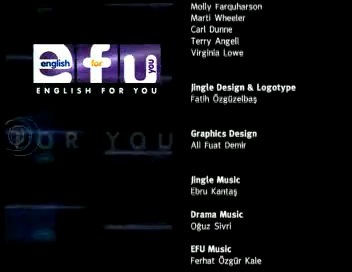 english for you
efu
ENGLISH FOR YOU
FOR YOU
Molly Farquharson
Marti Wheeler
Carl Dunne
Terry Angell
Virginia Lowe
Jingle Design & Logotype
Fatih Özgüzelbaş
Graphics Design
Ali Fuat Demir
Jingle Music
Ebru Kantaş
Drama Music
Oğuz Sivri
EFU Music
Ferhat Özgür Kale